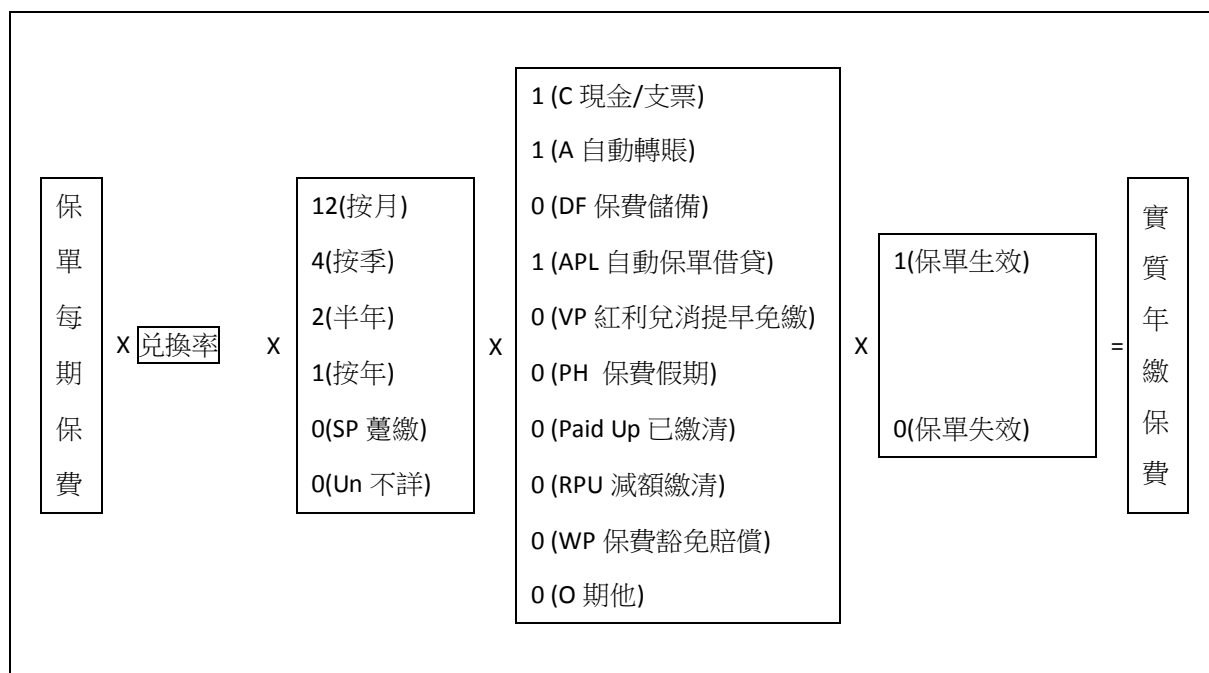 保單每期保費
X
兑換率
X
12(按月)
4(按季)
2(半年)
1(按年)
0(SP 躉繳)
0(Un 不詳)
X
1 (C 現金/支票)
1 (A 自動轉賬)
0 (DF 保費儲備)
1 (APL 自動保單借貸)
0 (VP 紅利兌消提早免繳)
0 (PH 保費假期)
0 (Paid Up 已繳清)
0 (RPU 減額繳清)
0 (WP 保費豁免賠償)
0 (O 期他)
X
1(保單生效)
0(保單失效)
=
實質年繳保費